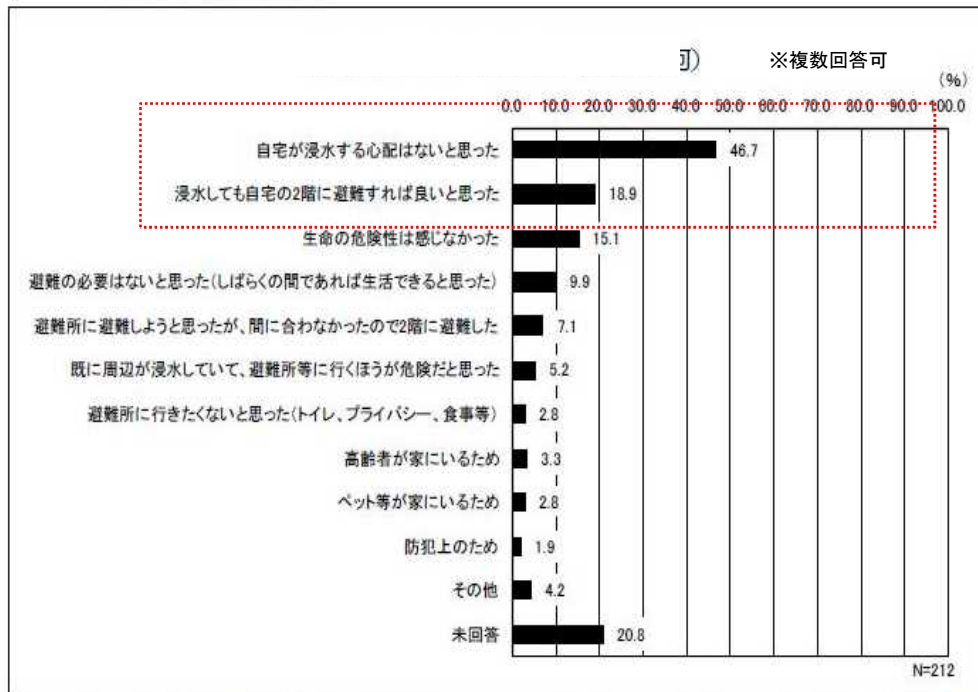 可)
※複数回答可
(%)
0.0 10.0 20.0 30.0 40.0 50.0 60.0 70.0 80.0 90.0 100.0
自宅が浸水する心配はないと思った 46.7
浸水しても自宅の2階に避難すれば良いと思った 18.9
生命の危険性は感じなかった 15.1
避難の必要はないと思った(しばらくの間であれば生活できると思った) 9.9
避難所に避難しようと思ったが、間に合わなかったので2階に避難した 7.1
既に周辺が浸水していて、避難所等に行くほうが危険だと思った 5.2
避難所に行きたくないと思った(トイレ、プライバシー、食事等) 2.8
高齢者が家にいるため 3.3
ペット等が家にいるため 2.8
防犯上のため 1.9
その他 4.2
未回答 20.8
N=212